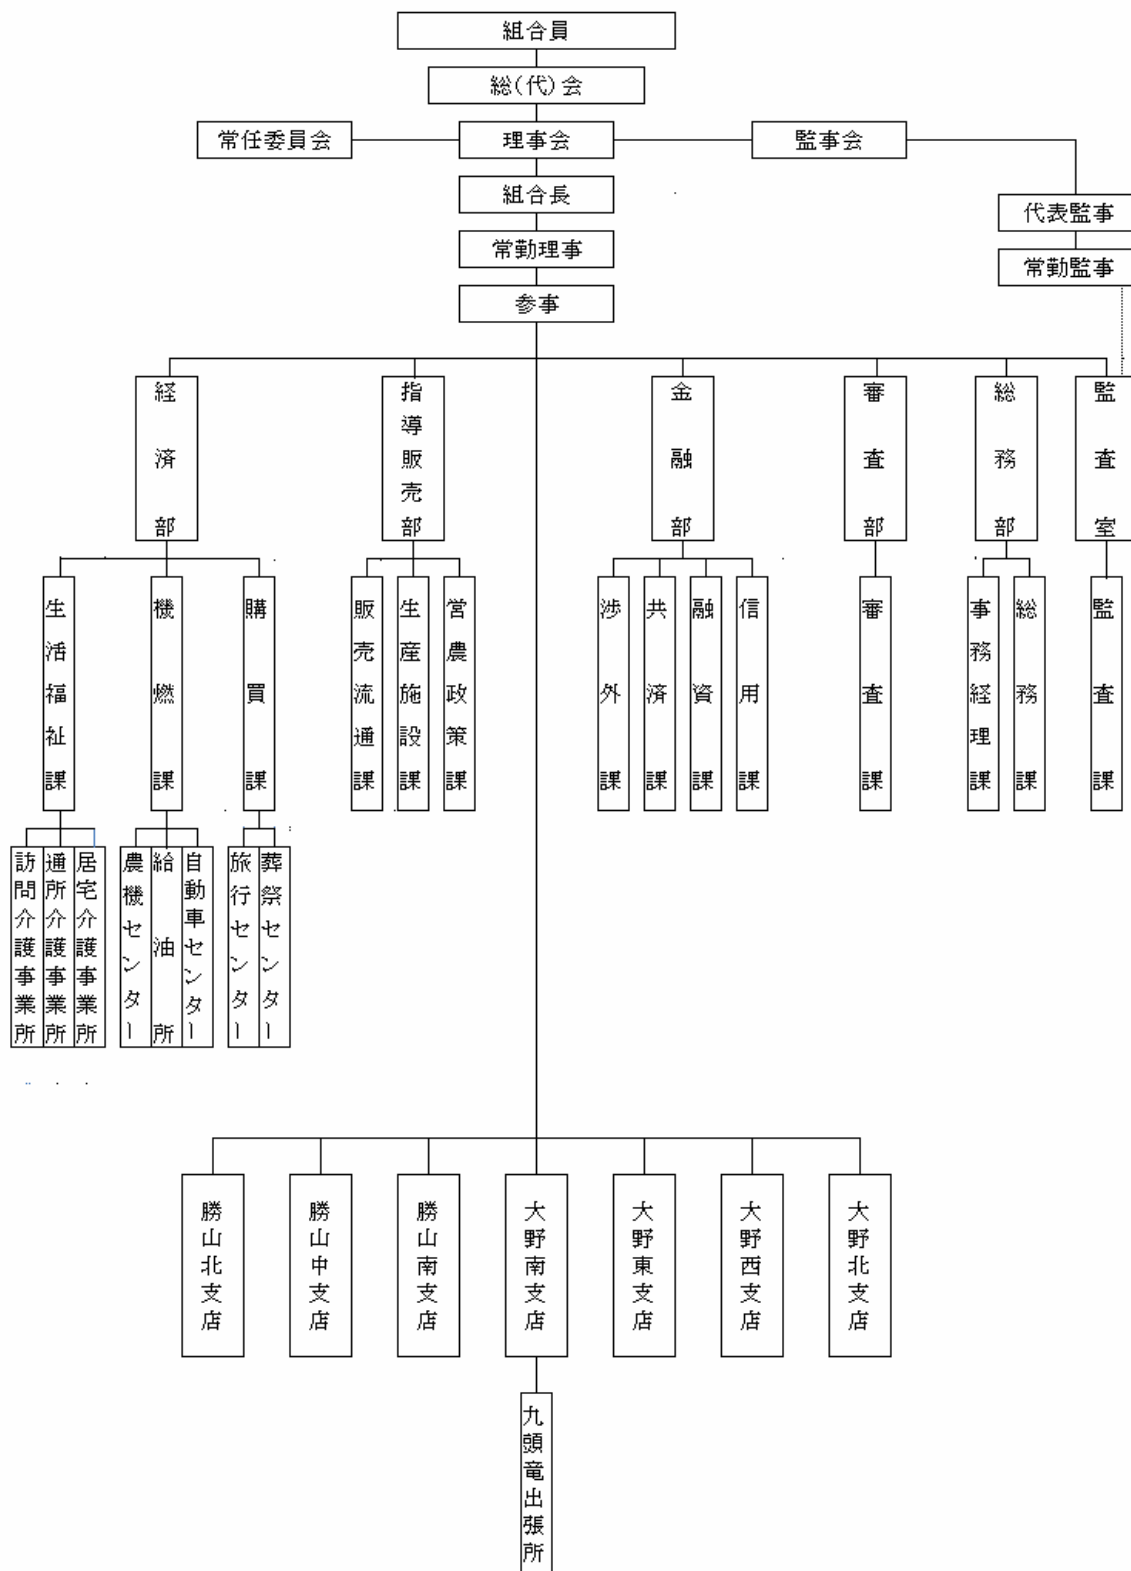 組合員
総(代)会
常任委員会
理事会
監事会
組合長
代表監事
常勤理事
常勤監事
参事
経済部
指導販売部
金融部
審査部
総務部
監査室
生活福祉課
機燃課
購買課
販売流通課
生産施設課
営農政策課
渉外課
共済課
融資課
信用課
審査課
事務経理課
総務課
監査課
訪問介護事業所
通所介護事業所
居宅介護事業所
農機センター
給油所
自動車センター
旅行センター
葬祭センター
勝山北支店
勝山中支店
勝山南支店
大野南支店
大野東支店
大野西支店
大野北支店
九頭竜出張所